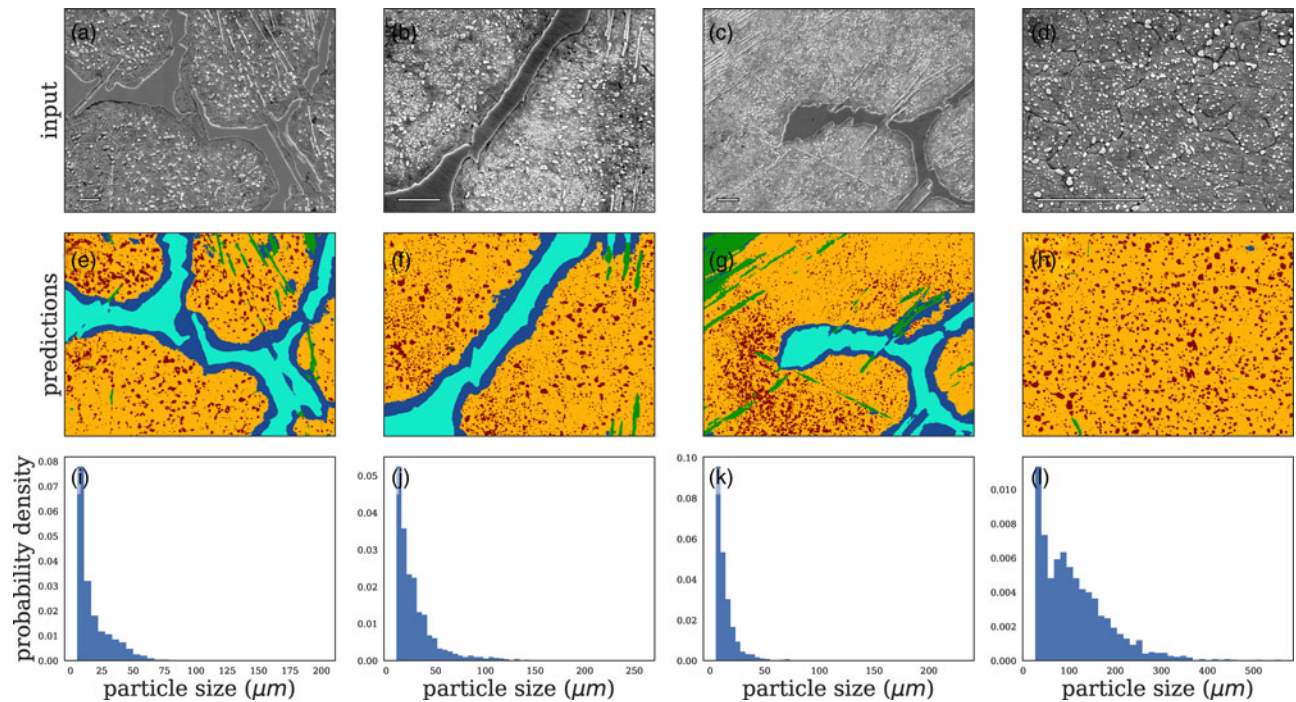 input
(a)
(b)
(c)
(d)
predictions
(e)
(f)
(g)
(h)
probability density
(i)
0.08
0.07
0.06
0.05
0.04
0.03
0.02
0.01
0.00
0 25 50 75 100 125 150 175 200
particle size (μm)
(j)
0.05
0.04
0.03
0.02
0.01
0.00
0 50 100 150 200 250
particle size (μm)
(k)
0.10
0.08
0.06
0.04
0.02
0.00
0 50 100 150 200
particle size (μm)
(l)
0.010
0.008
0.006
0.004
0.002
0.000
0 100 200 300 400 500
particle size (μm)